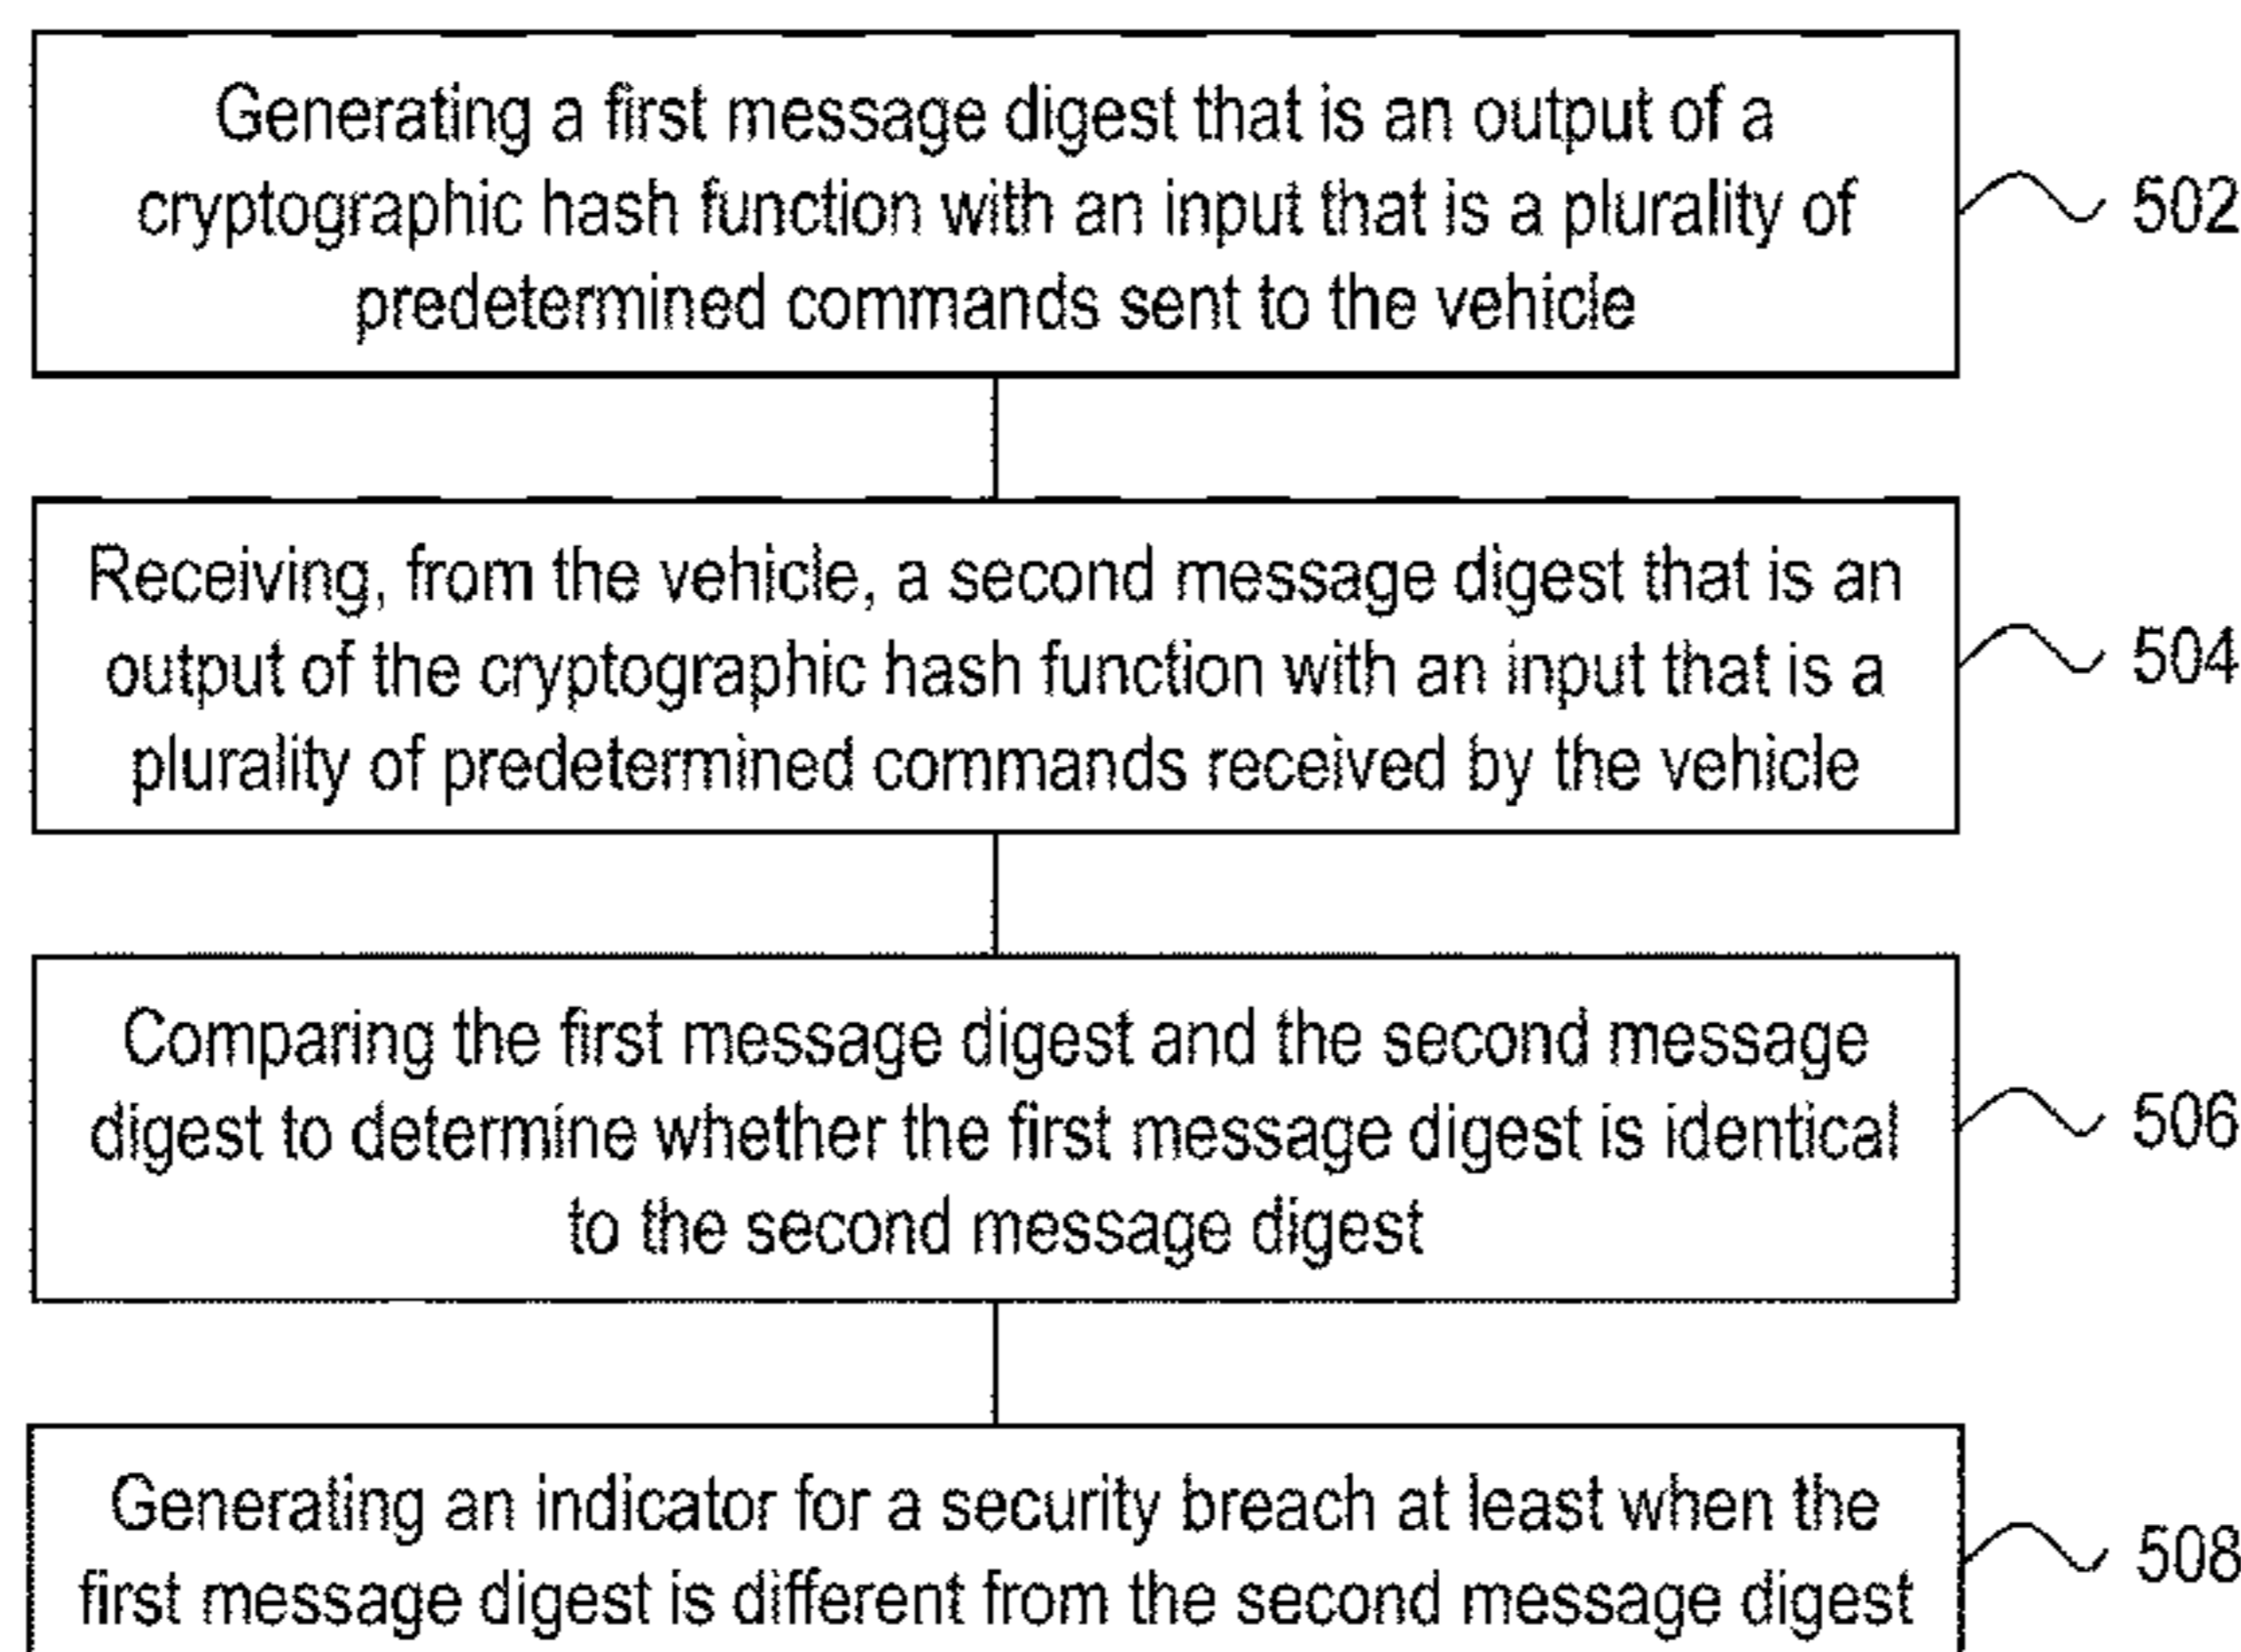 Generating a first message digest that is an output of a
cryptographic hash function with an input that is a plurality of
predetermined commands sent to the vehicle
502
Receiving, from the vehicle, a second message digest that is an
output of the cryptographic hash function with an input that is a
plurality of predetermined commands received by the vehicle
504
Comparing the first message digest and the second message
digest to determine whether the first message digest is identical
to the second message digest
506
Generating an indicator for a security breach at least when the
first message digest is different from the second message digest
508